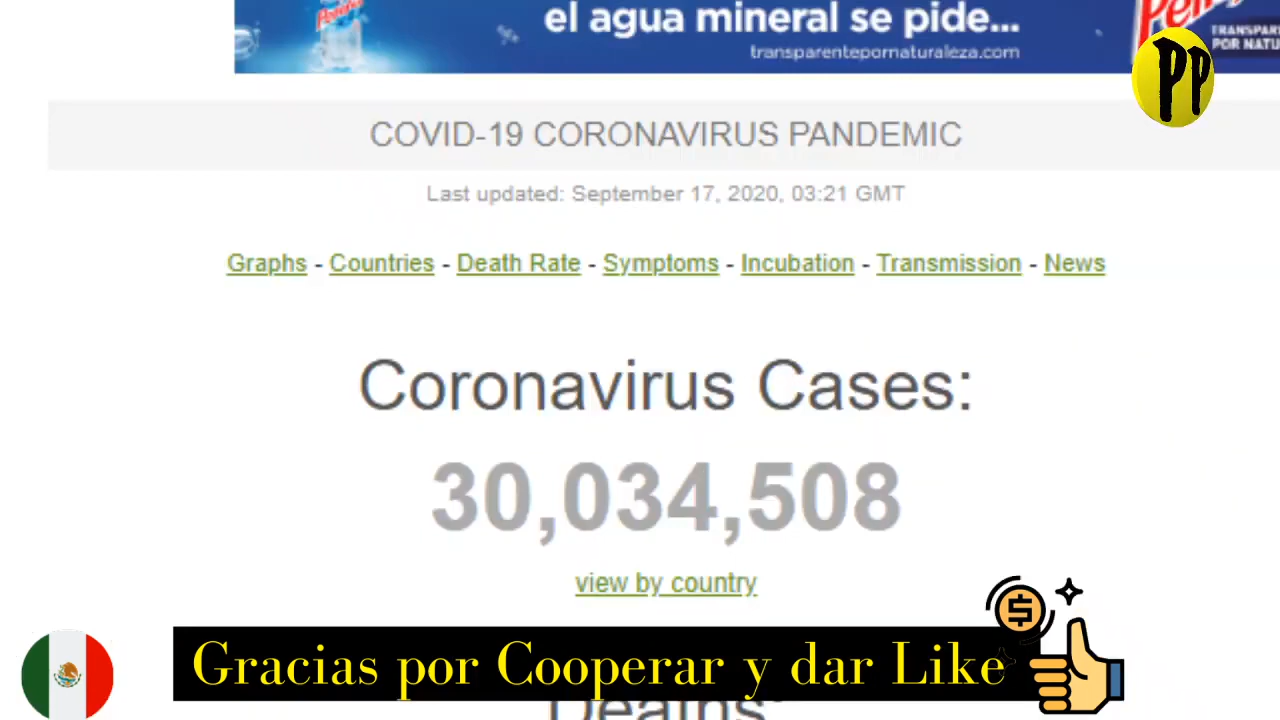 el agua mineral se pide...
transparentepornaturaleza.com
PP
COVID-19 CORONAVIRUS PANDEMIC
Last updated: September 17, 2020, 03:21 GMT
Graphs - Countries - Death Rate - Symptoms - Incubation - Transmission - News
Coronavirus Cases:
30,034,508
view by country
Gracias por Cooperar y dar Like
Deaths